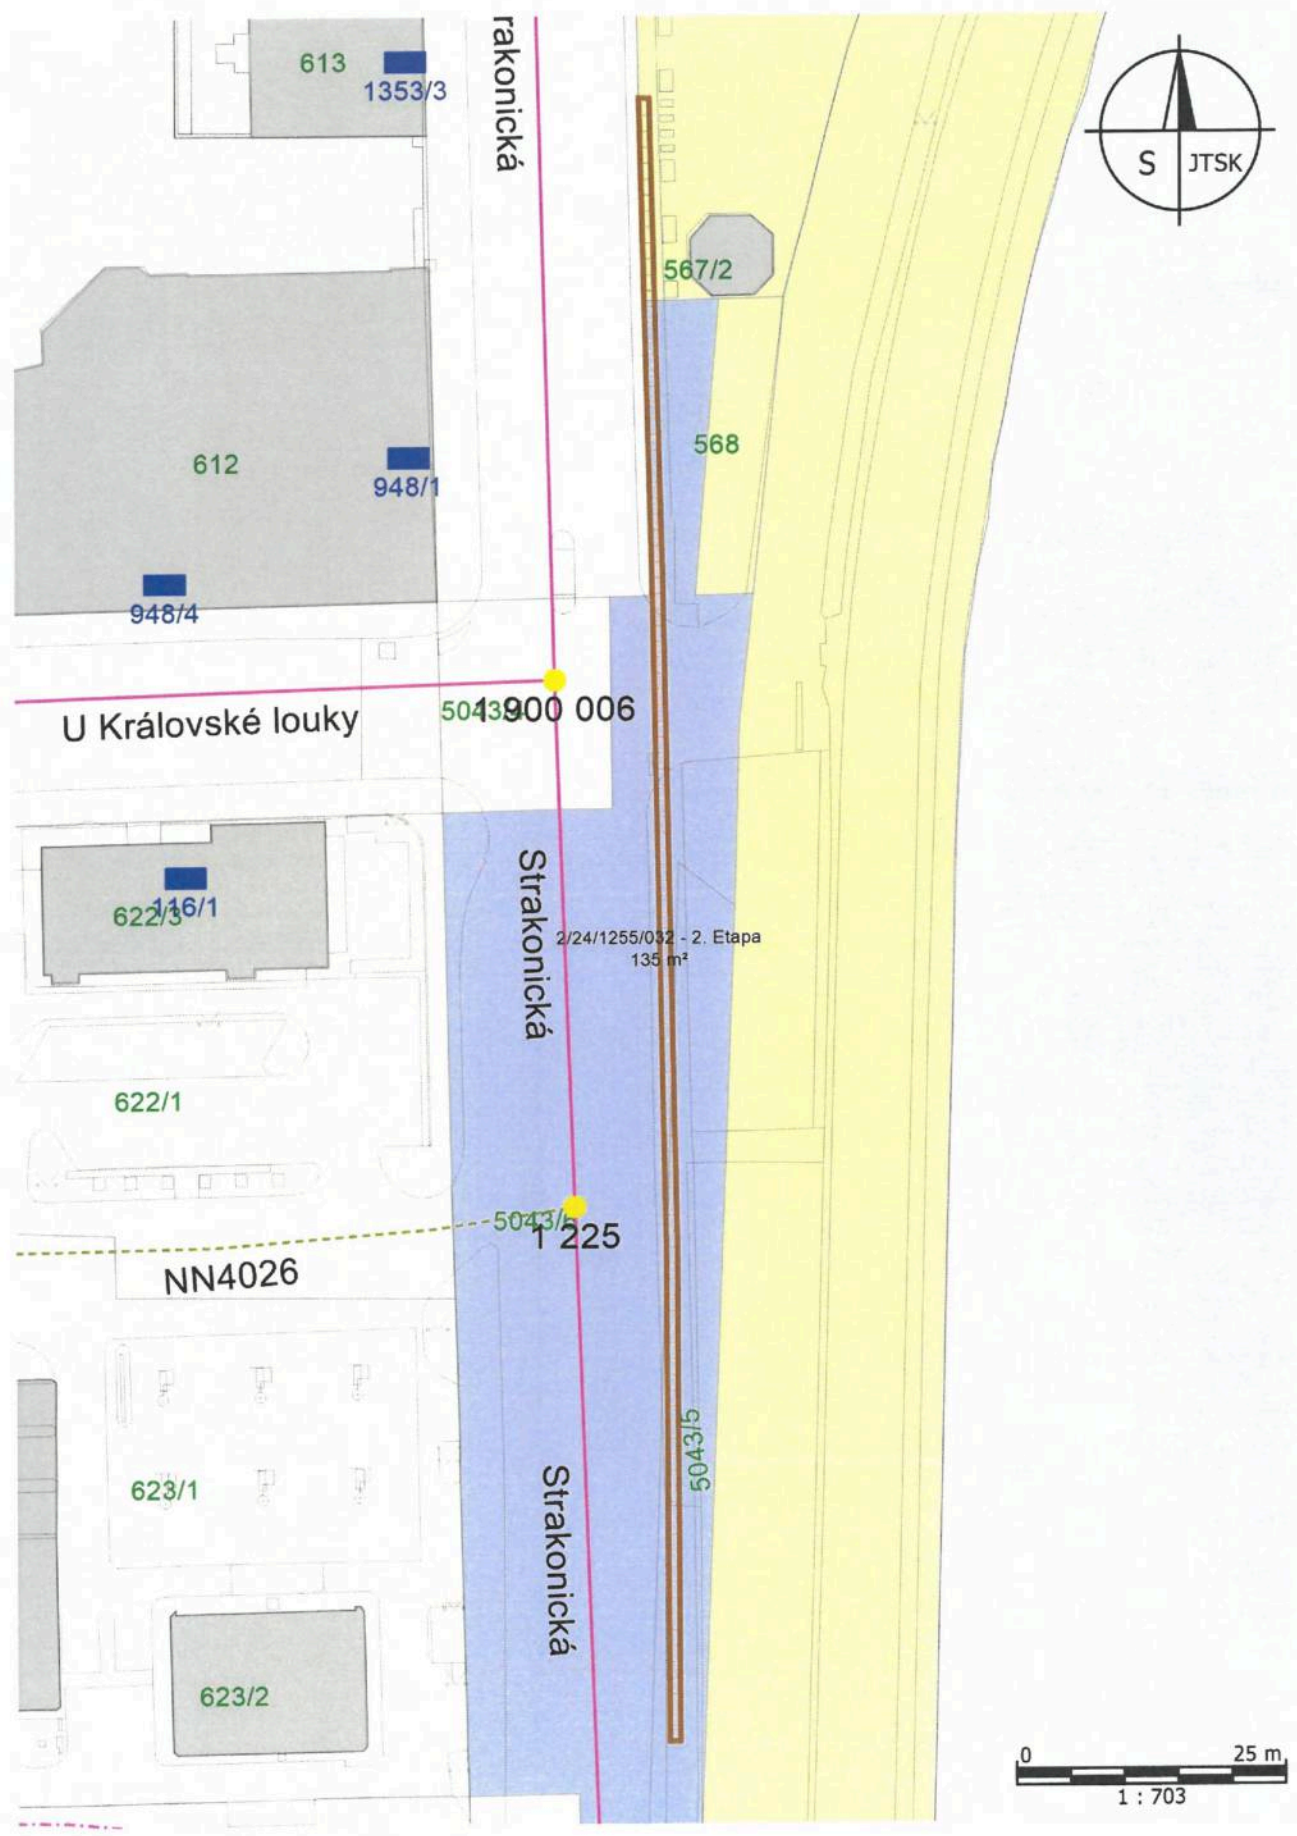 rakonická
613
1353/3
S
JTSK
567/2
568
612
948/1
948/4
1 900 006
U Královské louky
Strakonická
116/1
622/3
2/24/1255/032 - 2. Etapa
135 m²
622/1
1 225
NN4026
5043/5
Strakonická
623/1
623/2
0
25 m
1 : 703